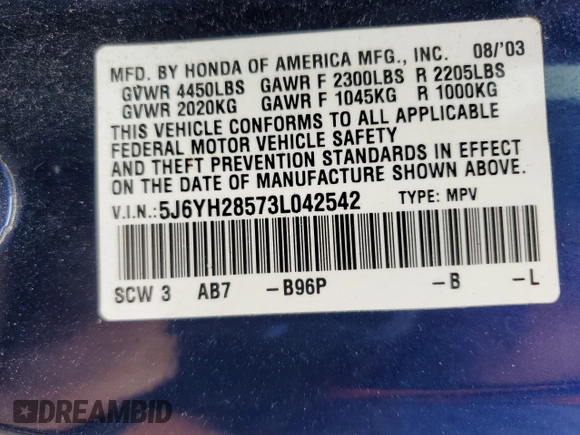 MFD. BY HONDA OF AMERICA MFG., INC. 08/'03
GVWR 4450LBS GAWR F 2300LBS R 2205LBS
GVWR 2020KG GAWR F 1045KG R 1000KG
THIS VEHICLE CONFORMS TO ALL APPLICABLE
FEDERAL MOTOR VEHICLE SAFETY
AND THEFT PREVENTION STANDARDS IN EFFECT
ON THE DATE OF MANUFACTURE SHOWN ABOVE.
V.I.N.:5J6YH28573L042542 TYPE: MPV
SCW 3 AB7 -B96P -B -L
DREAMBID